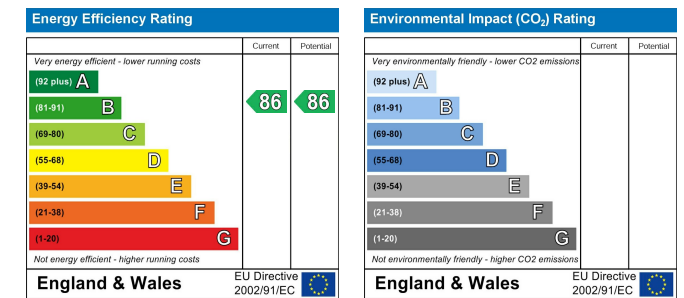 Energy Efficiency Rating
Current Potential
Very energy efficient - lower running costs
(92 plus) A
(81-91) B
(69-80) C
(55-68) D
(39-54) E
(21-38) F
(1-20) G
86 86
Not energy efficient - higher running costs
England & Wales
EU Directive
2002/91/EC
Environmental Impact (CO2) Rating
Current Potential
Very environmentally friendly - lower CO2 emissions
(92 plus) A
(81-91) B
(69-80) C
(55-68) D
(39-54) E
(21-38) F
(1-20) G
Not environmentally friendly - higher CO2 emissions
England & Wales
EU Directive
2002/91/EC